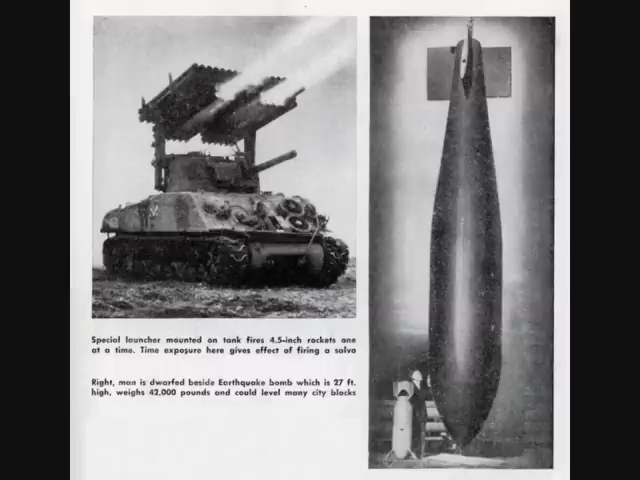 Special launcher mounted on tank fires 4.5-inch rockets one
at a time. Time exposure here gives effect of firing a salvo
Right, man is dwarfed beside Earthquake bomb which is 27 ft.
high, weighs 42,000 pounds and could level many city blocks